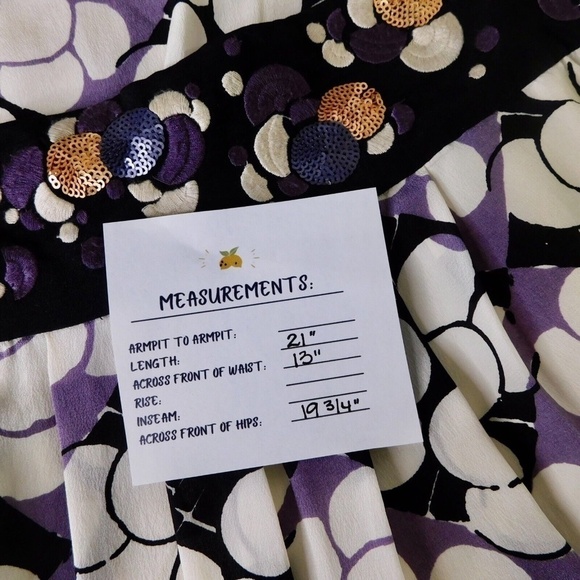 MEASUREMENTS:
ARMPIT TO ARMPIT:
LENGTH: 21"
ACROSS FRONT OF WAIST: 13"
RISE:
INSEAM:
ACROSS FRONT OF HIPS: 19 3/4"